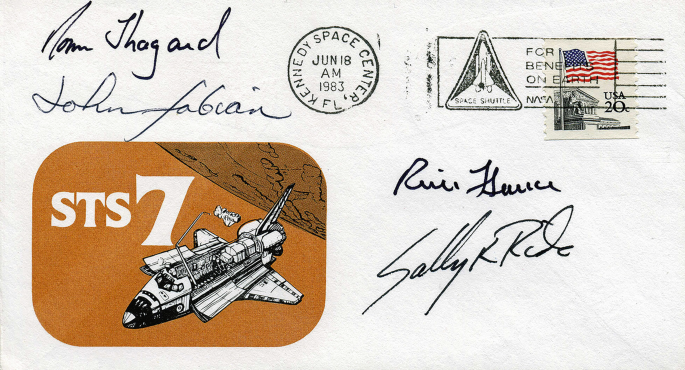 Norm Thagard
John Fabian
KENNEDY SPACE CENTER, FL
JUN 18
AM
1983
SPACE SHUTTLE
FOR
BENEFIT
ON EARTH
NASA
USA
20c
STS 7
Rick Hauck
Sally K Ride